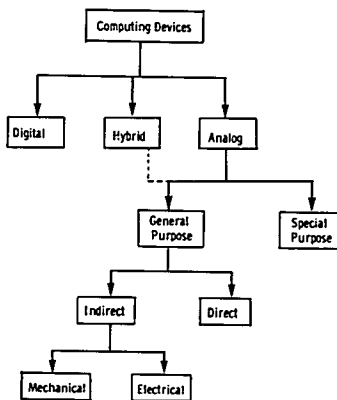 Computing Devices
Digital
Hybrid
Analog
General
Purpose
Special
Purpose
Indirect
Direct
Mechanical
Electrical